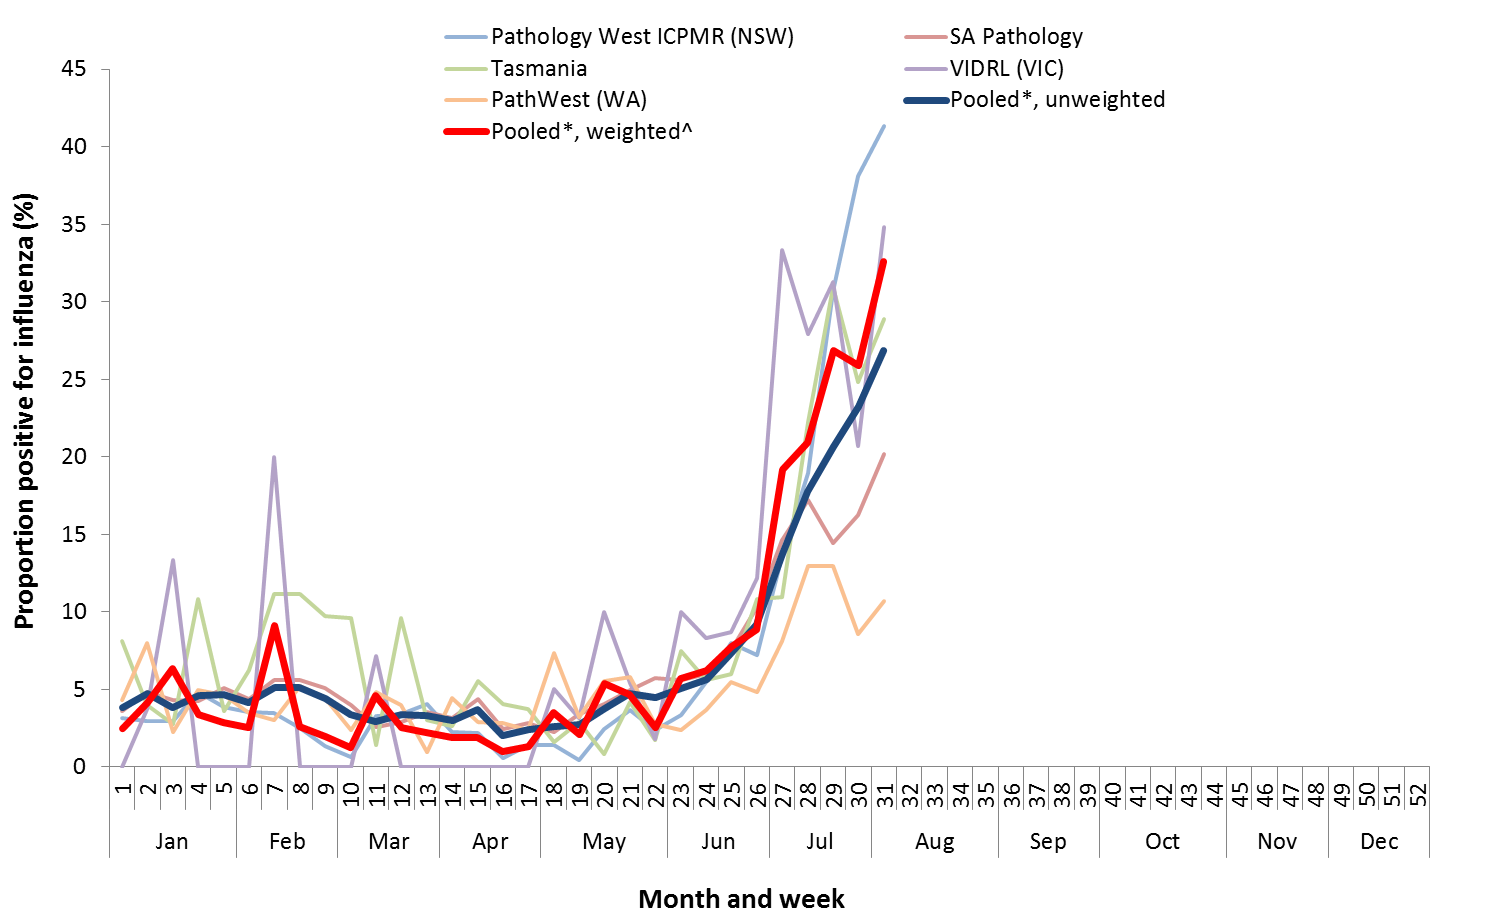 Pathology West ICPMR (NSW) SA Pathology
Tasmania VIDRL (VIC)
PathWest (WA) Pooled*, unweighted
Pooled*, weighted^
Proportion positive for influenza (%)
45
40
35
30
25
20
15
10
5
0
1 2 3 4 5 6 7 8 9 10 11 12 13 14 15 16 17 18 19 20 21 22 23 24 25 26 27 28 29 30 31 32 33 34 35 36 37 38 39 40 41 42 43 44 45 46 47 48 49 50 51 52
Jan Feb Mar Apr May Jun Jul Aug Sep Oct Nov Dec
Month and week